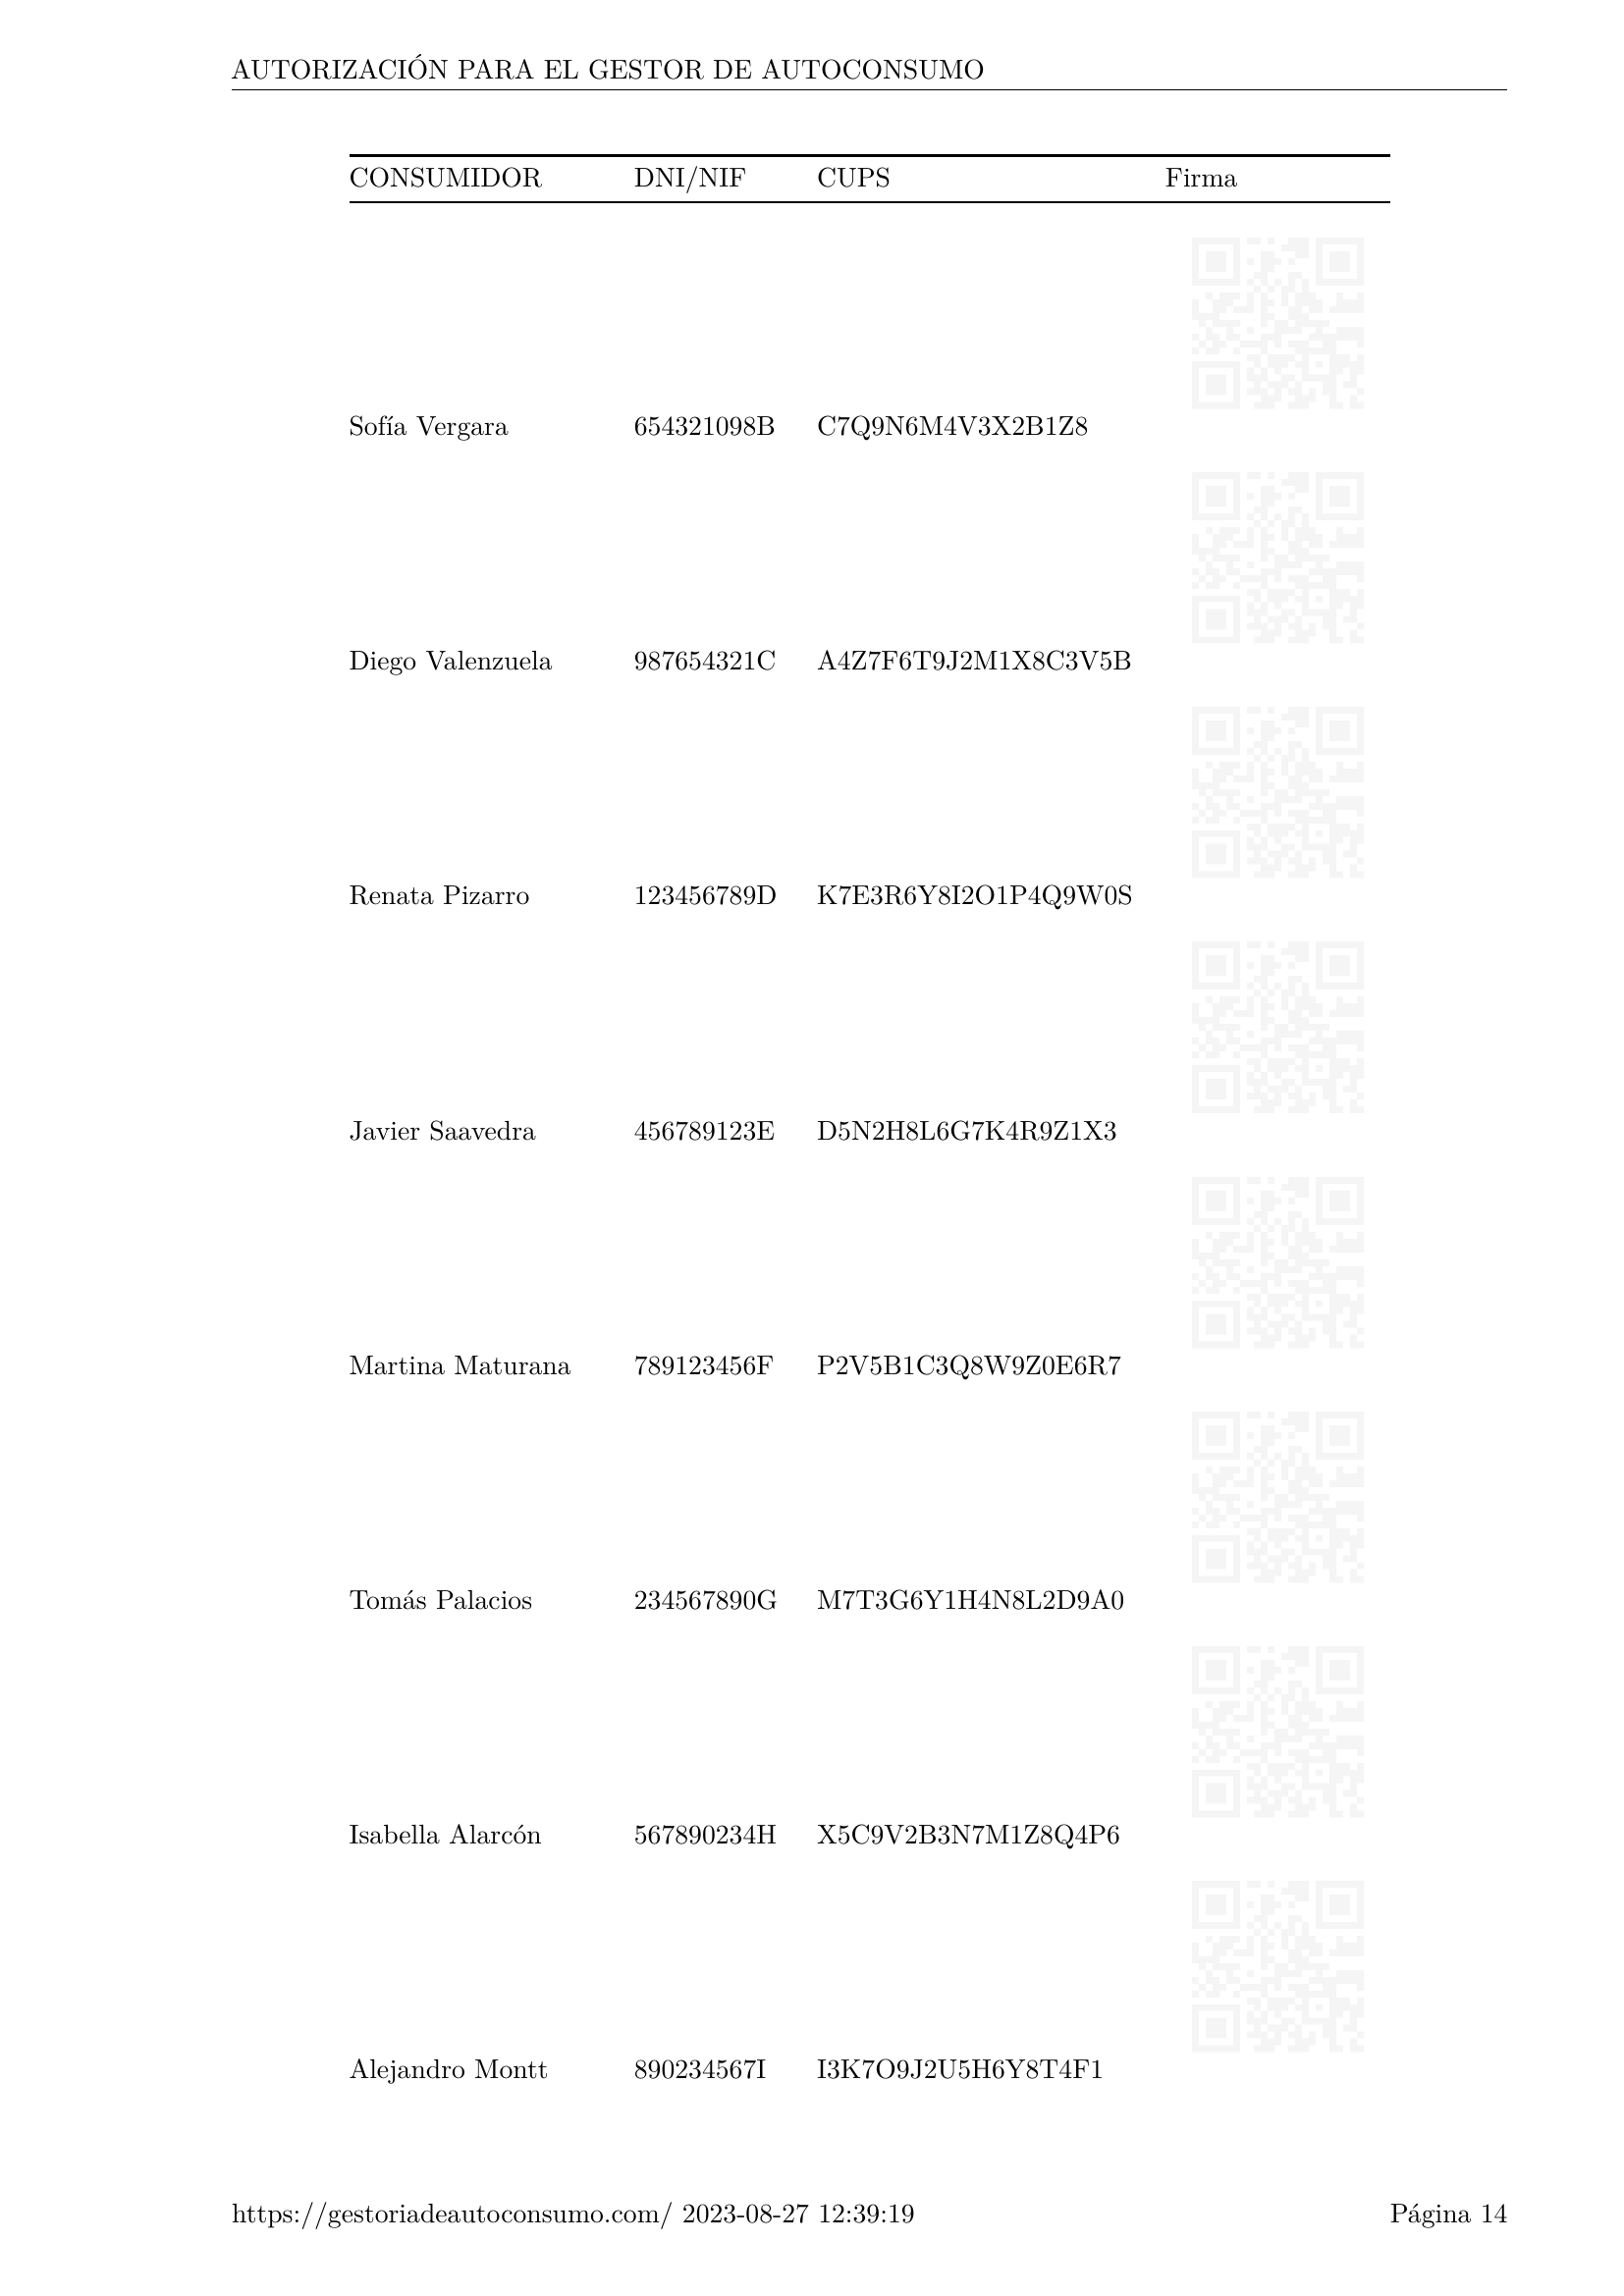 AUTORIZACIÓN PARA EL GESTOR DE AUTOCONSUMO
CONSUMIDOR DNI/NIF CUPS Firma
Sofía Vergara 654321098B C7Q9N6M4V3X2B1Z8
Diego Valenzuela 987654321C A4Z7F6T9J2M1X8C3V5B
Renata Pizarro 123456789D K7E3R6Y8I2O1P4Q9W0S
Javier Saavedra 456789123E D5N2H8L6G7K4R9Z1X3
Martina Maturana 789123456F P2V5B1C3Q8W9Z0E6R7
Tomás Palacios 234567890G M7T3G6Y1H4N8L2D9A0
Isabella Alarcón 567890234H X5C9V2B3N7M1Z8Q4P6
Alejandro Montt 890234567I I3K7O9J2U5H6Y8T4F1
https://gestoriadeautoconsumo.com/ 2023-08-27 12:39:19 Página 14